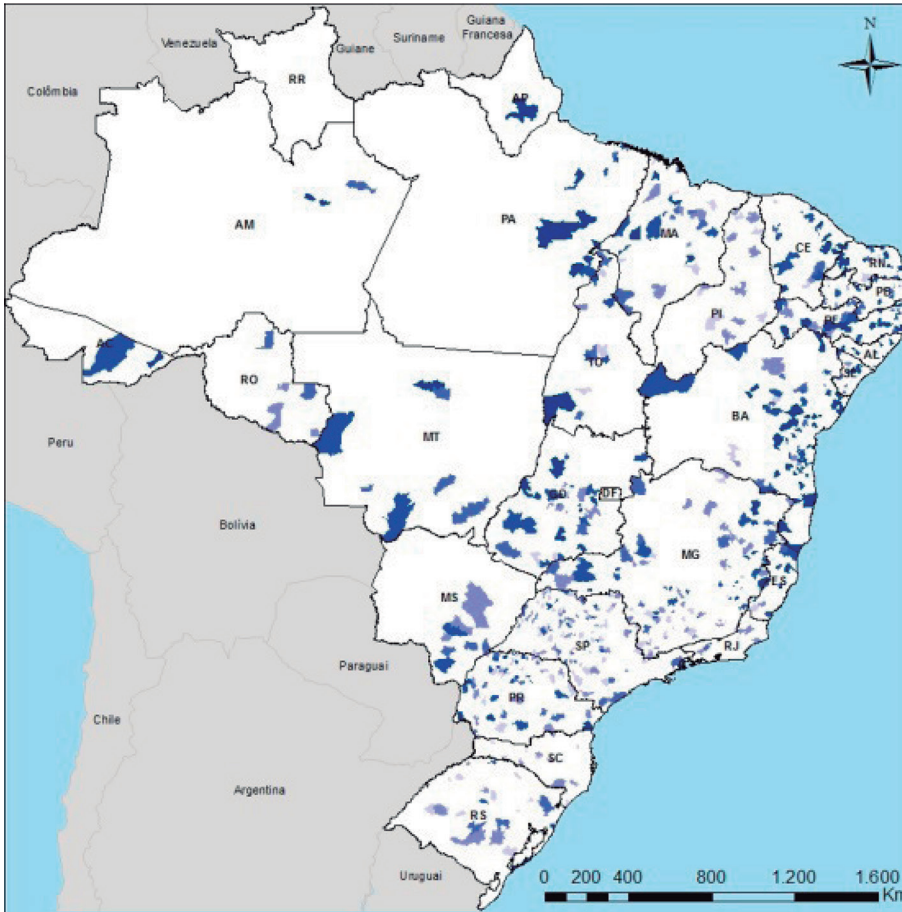 Guiana
Francesa
Suriname
Guiane
Venezuela
Colômbia
N
RR
AP
AM
PA
MA
CE
RN
PB
PI
PE
AL
SE
AC
RO
TO
BA
MT
GO
DF
Peru
Bolívia
MG
ES
MS
SP
RJ
Paraguai
PR
Chile
SC
Argentina
RS
Uruguai
0 200 400 800 1.200 1.600
Km